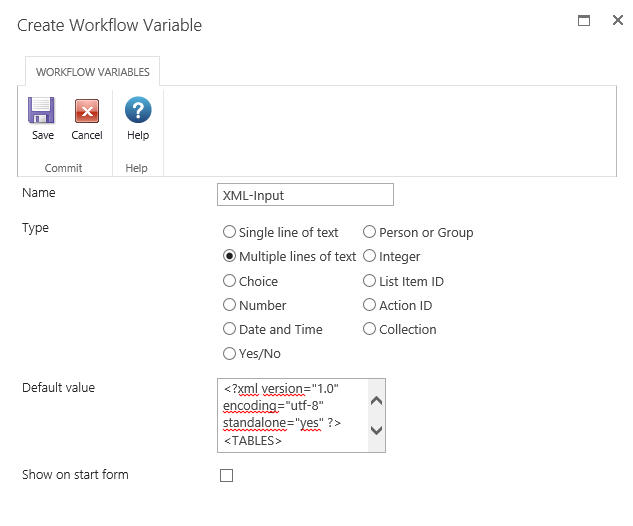 Create Workflow Variable
WORKFLOW VARIABLES
Save Cancel Help
Commit Help
Name XML-Input
Type Single line of text Person or Group
Multiple lines of text Integer
Choice List Item ID
Number Action ID
Date and Time Collection
Yes/No
Default value <?xml version="1.0"
encoding="utf-8"
standalone="yes" ?>
<TABLES>
Show on start form